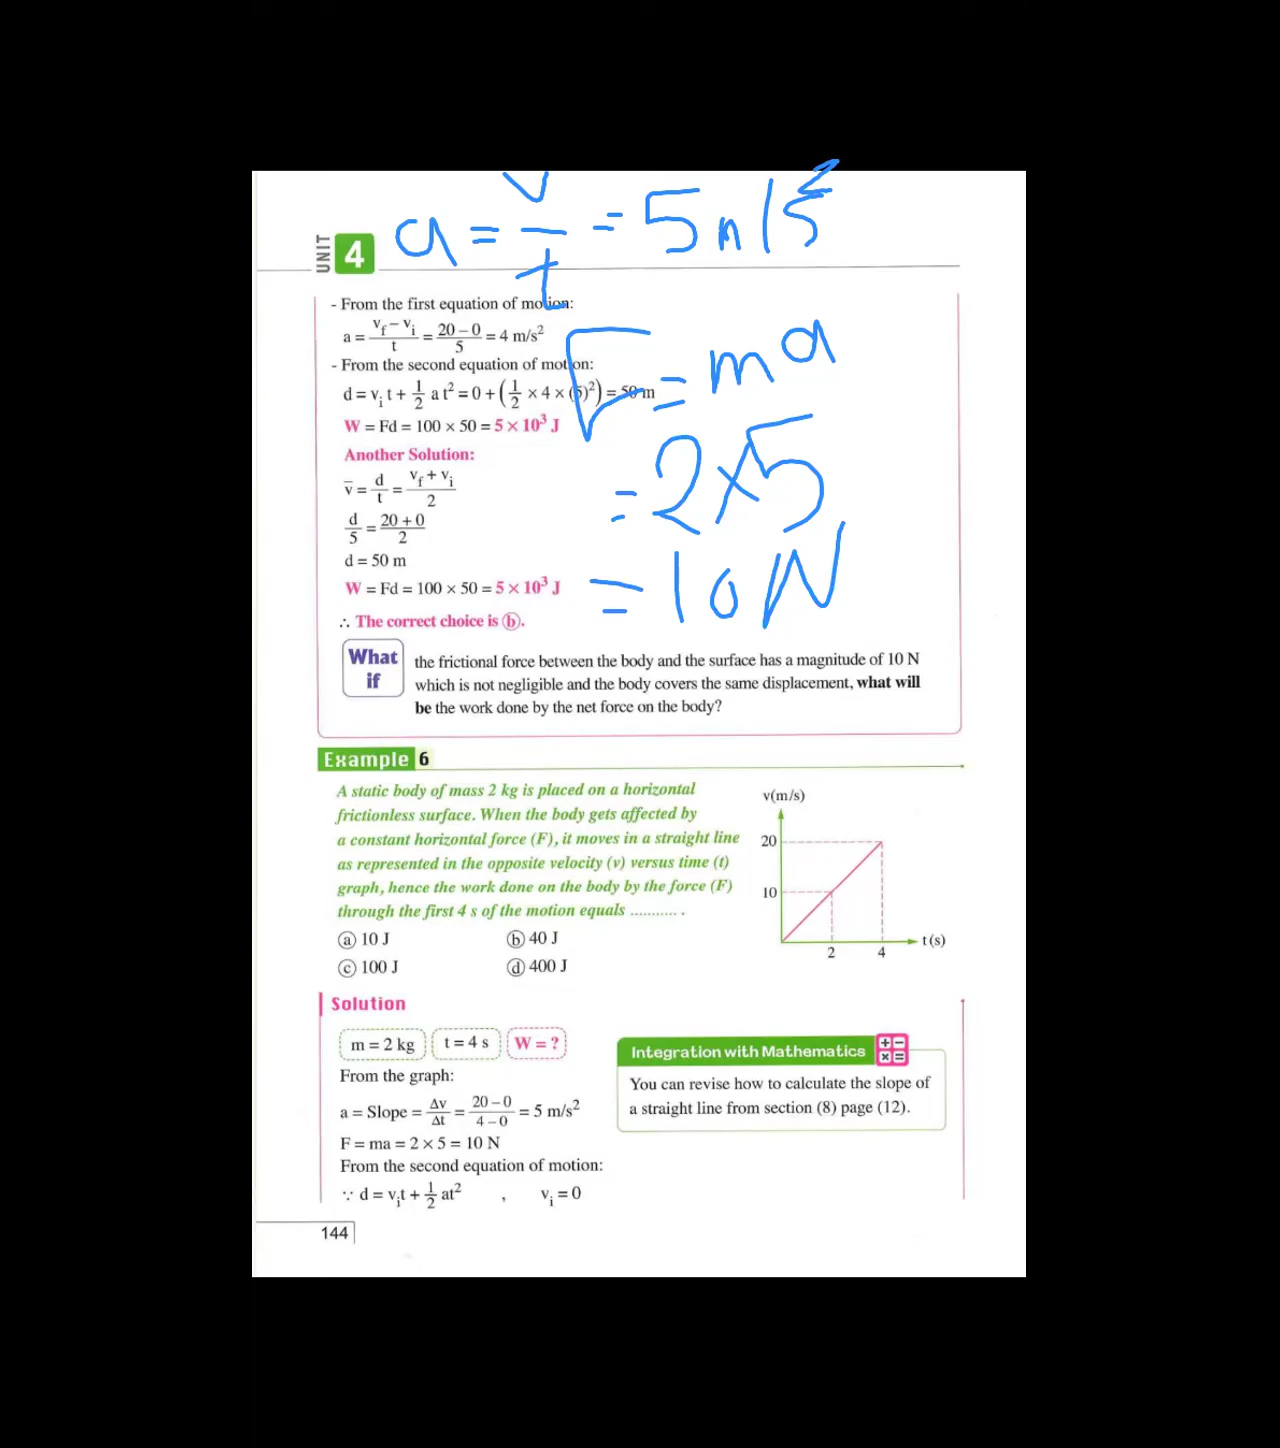 a = v/t = 5 m/s²
UNIT 4
- From the first equation of motion:
a = (v_f − v_i)/t = (20 − 0)/5 = 4 m/s²
- From the second equation of motion:
d = v_i t + 1/2 a t² = 0 + (1/2 × 4 × (5)²) = 50 m
W = Fd = 100 × 50 = 5 × 10³ J
Another Solution:
v̄ = d/t = (v_f + v_i)/2
d/5 = (20 + 0)/2
d = 50 m
W = Fd = 100 × 50 = 5 × 10³ J
∴ The correct choice is ⓑ.
F = ma
= 2 × 5
= 10 N
What if
the frictional force between the body and the surface has a magnitude of 10 N
which is not negligible and the body covers the same displacement, what will
be the work done by the net force on the body?
Example 6
A static body of mass 2 kg is placed on a horizontal
frictionless surface. When the body gets affected by
a constant horizontal force (F), it moves in a straight line
as represented in the opposite velocity (v) versus time (t)
graph, hence the work done on the body by the force (F)
through the first 4 s of the motion equals ........... .
ⓐ 10 J ⓑ 40 J
ⓒ 100 J ⓓ 400 J
v(m/s)
20
10
2 4 t(s)
Solution
m = 2 kg t = 4 s W = ?
From the graph:
a = Slope = Δv/Δt = (20 − 0)/(4 − 0) = 5 m/s²
F = ma = 2 × 5 = 10 N
From the second equation of motion:
∵ d = v_i t + 1/2 at² , v_i = 0
Integration with Mathematics + − × =
You can revise how to calculate the slope of
a straight line from section (8) page (12).
144